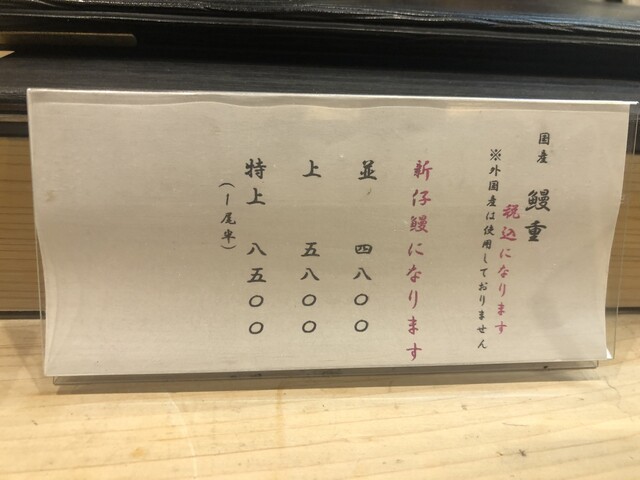 国産 鰻重
税込になります
※外国産は使用しておりません
新仔鰻になります
並 四八〇〇
上 五八〇〇
特上 八五〇〇
(一尾半)